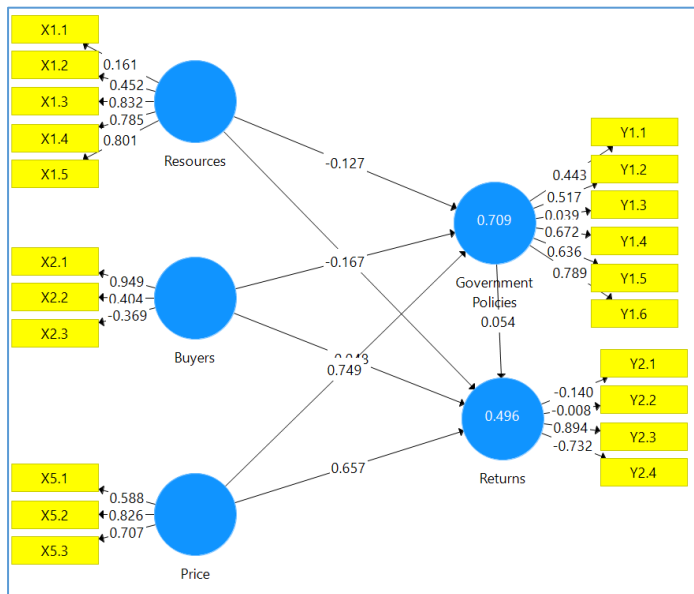 X1.1
X1.2
X1.3
X1.4
X1.5
0.161
0.452
0.832
0.785
0.801
Resources
X2.1
X2.2
X2.3
0.949
0.404
-0.369
Buyers
X5.1
X5.2
X5.3
0.588
0.826
0.707
Price
-0.127
-0.167
0.749
0.657
0.709
Government
Policies
0.054
0.496
Returns
0.443
0.517
0.039
0.672
0.636
0.789
Y1.1
Y1.2
Y1.3
Y1.4
Y1.5
Y1.6
-0.140
-0.008
0.894
-0.732
Y2.1
Y2.2
Y2.3
Y2.4